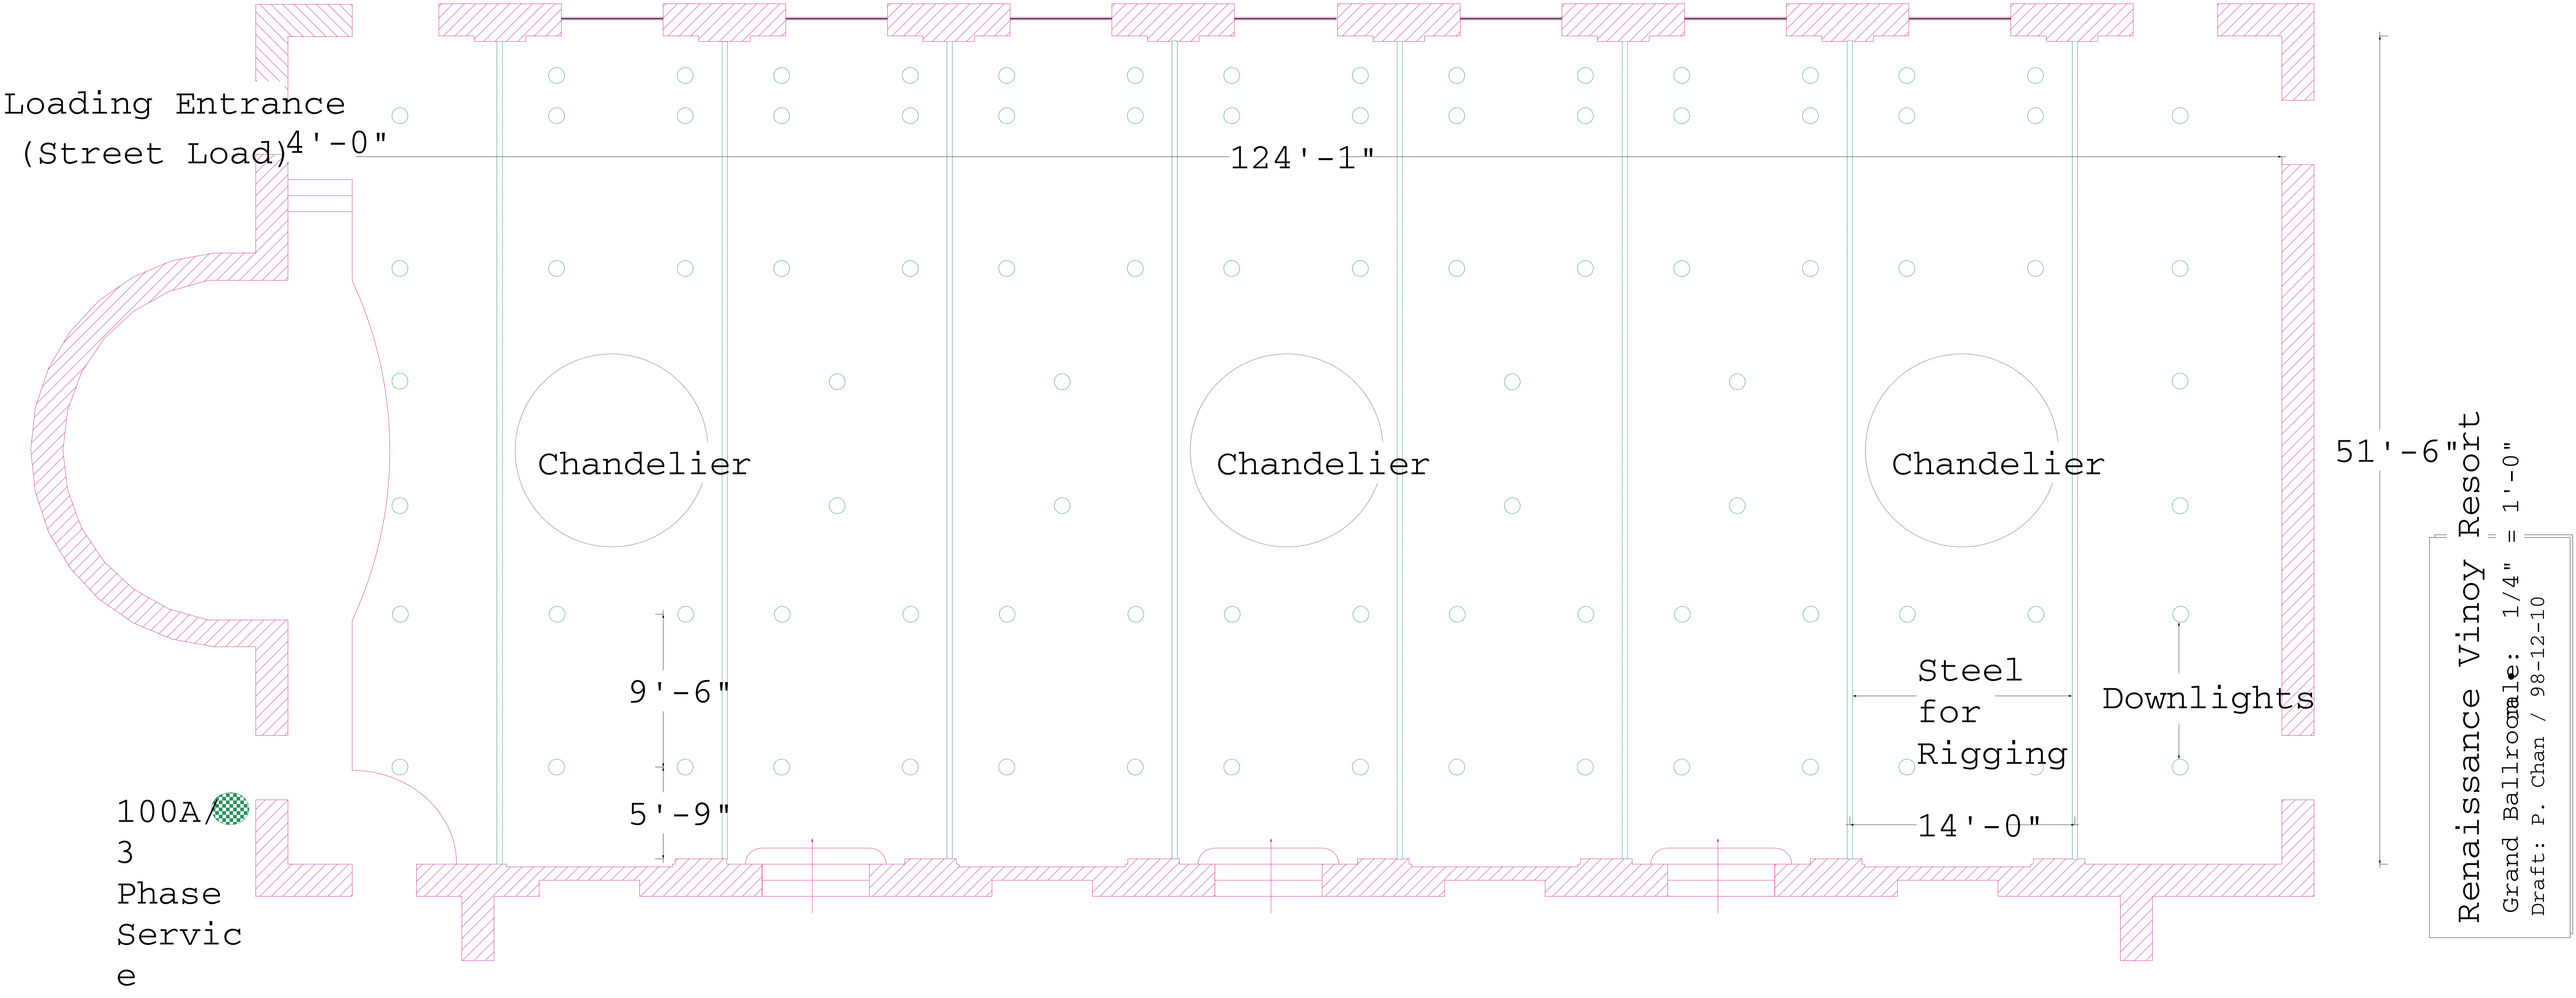 Loading Entrance
(Street Load)
4'-0"
124'-1"
Chandelier
Chandelier
Chandelier
51'-6"
9'-6"
5'-9"
Steel
for
Rigging
14'-0"
Downlights
100A/
3
Phase
Servic
e
Renaissance Vinoy Resort
Grand Ballroom
1/4" = 1'-0"
Draft: P. Chan / 98-12-10